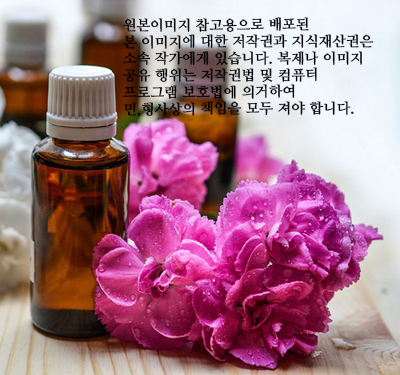 원본이미지 참고용으로 배포된
본 이미지에 대한 저작권과 지식재산권은
소속 작가에게 있습니다. 복제나 이미지
공유 행위는 저작권법 및 컴퓨터
프로그램 보호법에 의거하여
민,형사상의 책임을 모두 져야 합니다.